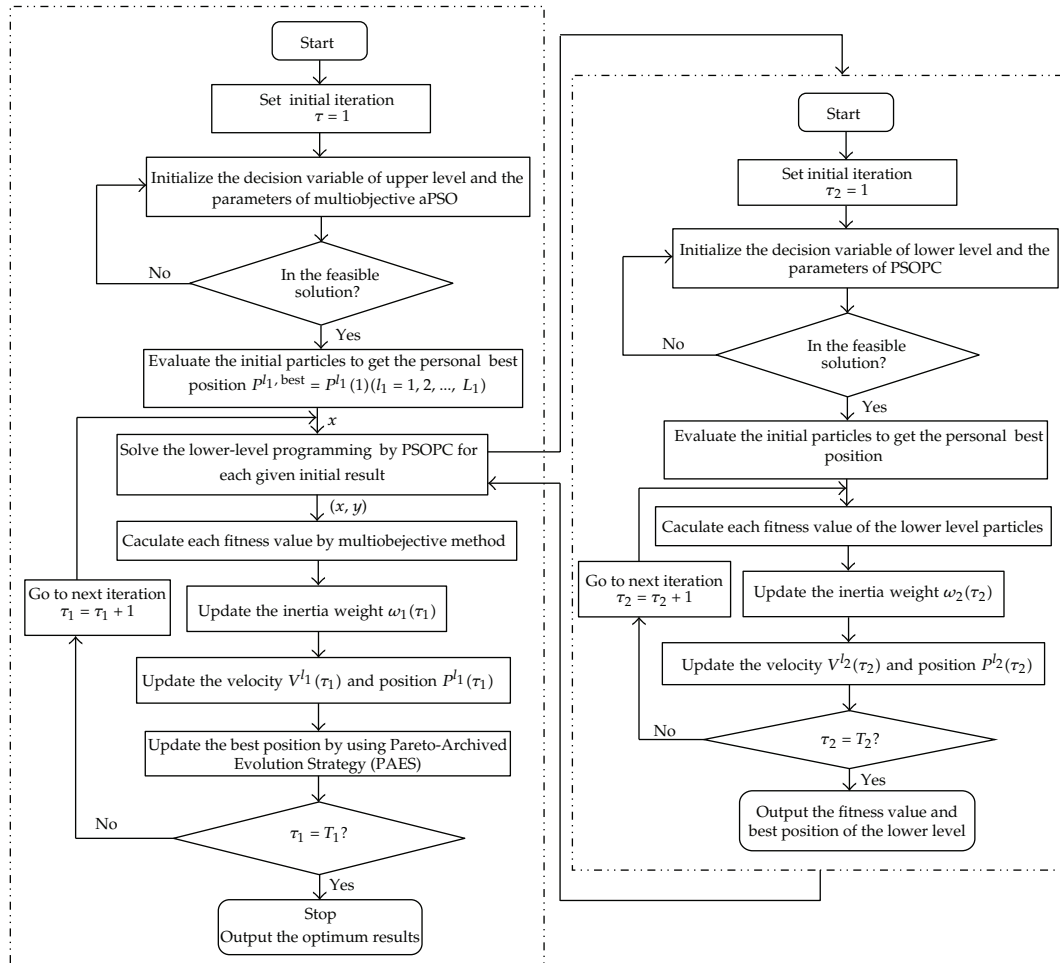 Start
Set initial iteration
τ = 1
Initialize the decision variable of upper level and the
parameters of multiobjective aPSO
No
In the feasible
solution?
Yes
Evaluate the initial particles to get the personal best
position P^{l₁, best} = P^{l₁}(1)(l₁ = 1, 2, ..., L₁)
x
Solve the lower-level programming by PSOPC for
each given initial result
(x, y)
Caculate each fitness value by multiobejective method
Go to next iteration
τ₁ = τ₁ + 1
Update the inertia weight ω₁(τ₁)
Update the velocity V^{l₁}(τ₁) and position P^{l₁}(τ₁)
Update the best position by using Pareto-Archived
Evolution Strategy (PAES)
No
τ₁ = T₁?
Yes
Stop
Output the optimum results
Start
Set initial iteration
τ₂ = 1
Initialize the decision variable of lower level and the
parameters of PSOPC
No
In the feasible
solution?
Yes
Evaluate the initial particles to get the personal best
position
Caculate each fitness value of the lower level particles
Go to next iteration
τ₂ = τ₂ + 1
Update the inertia weight ω₂(τ₂)
Update the velocity V^{l₂}(τ₂) and position P^{l₂}(τ₂)
No
τ₂ = T₂?
Yes
Output the fitness value and
best position of the lower level